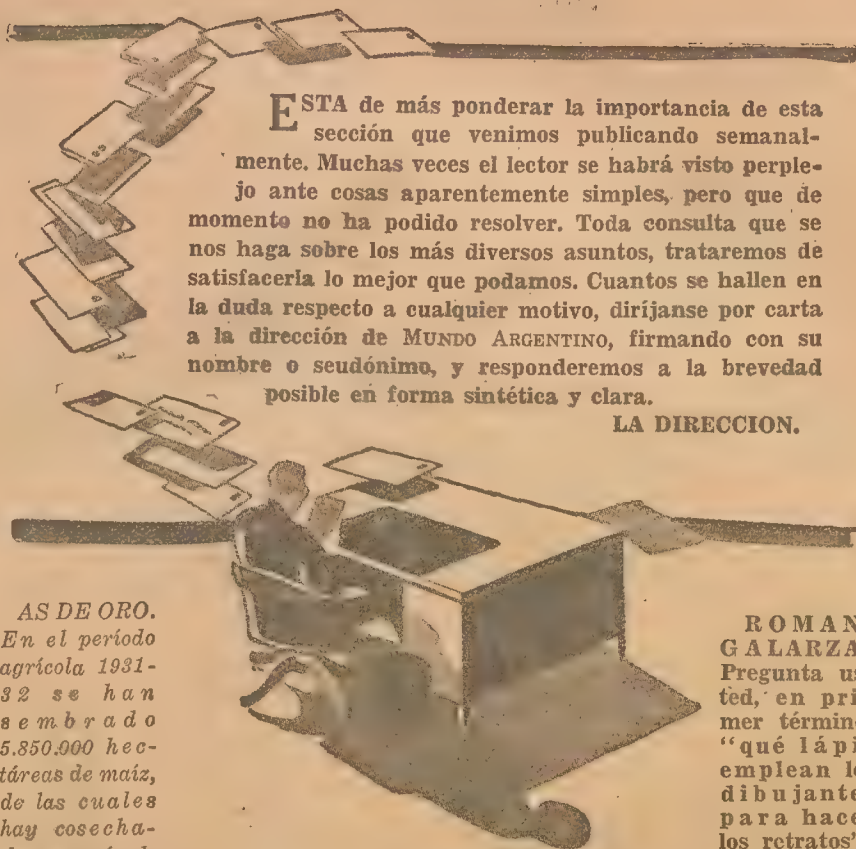 ESTA de más ponderar la importancia de esta
sección que venimos publicando semanal-
mente. Muchas veces el lector se habrá visto perple-
jo ante cosas aparentemente simples, pero que de
momento no ha podido resolver. Toda consulta que se
nos haga sobre los más diversos asuntos, trataremos de
satisfacerla lo mejor que podamos. Cuantos se hallen en
la duda respecto a cualquier motivo, diríjanse por carta
a la dirección de MUNDO ARGENTINO, firmando con su
nombre o seudónimo, y responderemos a la brevedad
posible en forma sintética y clara.
LA DIRECCION.
AS DE ORO.
En el período
agrícola 1931-
32 se han
sembrado
5.850.000 hec-
táreas de maíz,
de las cuales
hay cosecha-
ROMAN
GALARZA
Pregunta us
ted, en pri
mer términ
"qué lápi
emplean lo
dibujante
para hace
los retratos"